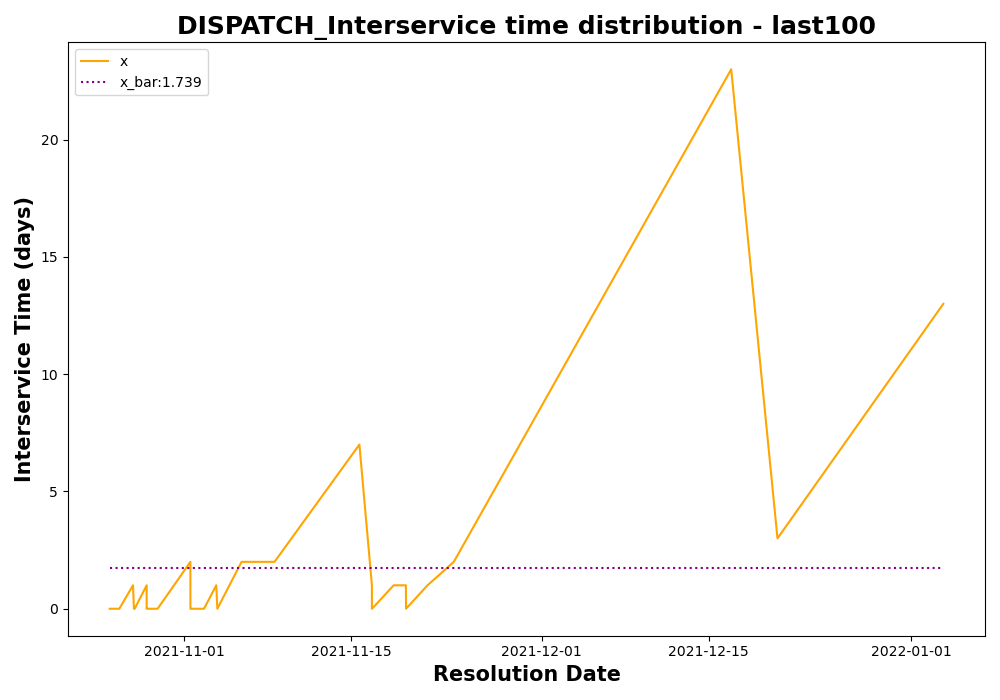 DISPATCH_Interservice time distribution - last100
x
x_bar:1.739
Interservice Time (days)
20
15
10
5
0
2021-11-01
2021-11-15
2021-12-01
2021-12-15
2022-01-01
Resolution Date